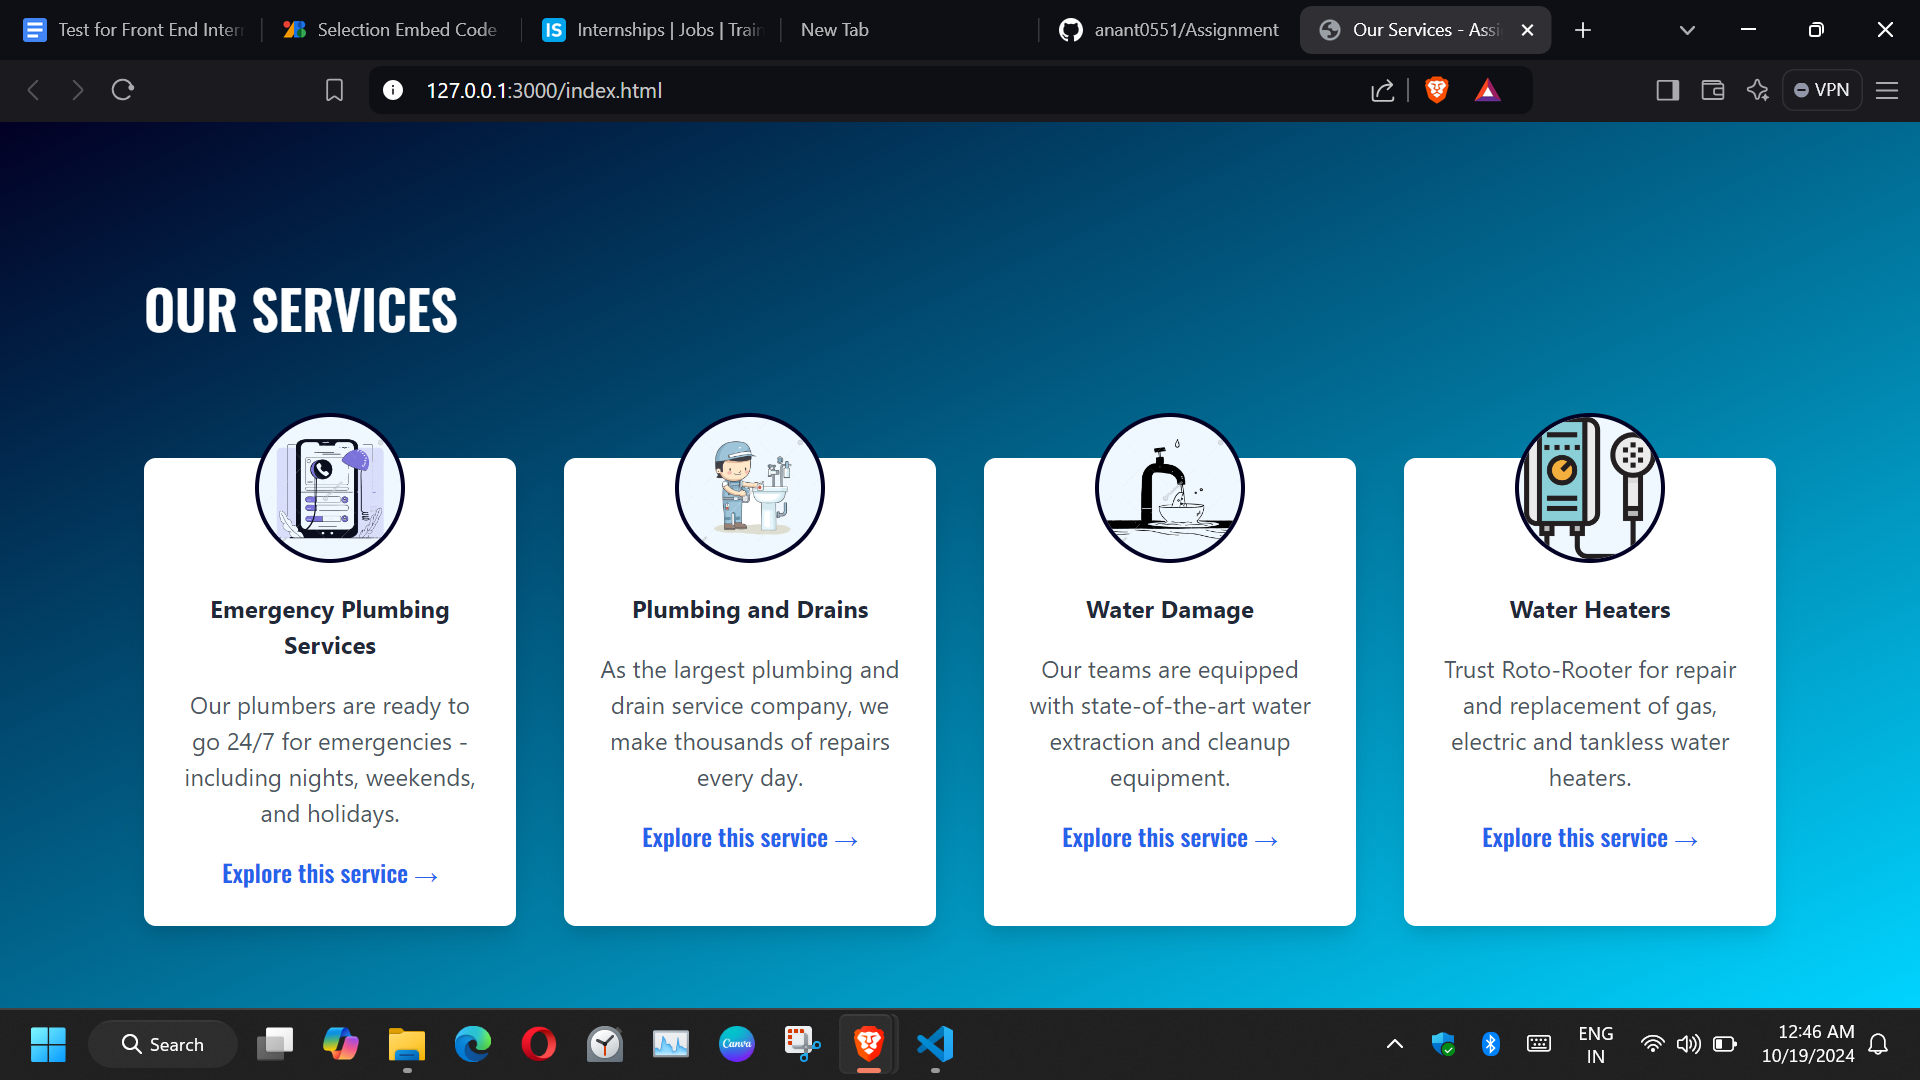 Test for Front End Inter
Selection Embed Code
IS
Internships | Jobs | Train
New Tab
anant0551/Assignment
Our Services - Assi
127.0.0.1:3000/index.html
VPN
OUR SERVICES
Emergency Plumbing
Services
Our plumbers are ready to
go 24/7 for emergencies -
including nights, weekends,
and holidays.
Explore this service →
Plumbing and Drains
As the largest plumbing and
drain service company, we
make thousands of repairs
every day.
Explore this service →
Water Damage
Our teams are equipped
with state-of-the-art water
extraction and cleanup
equipment.
Explore this service →
Water Heaters
Trust Roto-Rooter for repair
and replacement of gas,
electric and tankless water
heaters.
Explore this service →
Search
Canva
ENG
IN
12:46 AM
10/19/2024